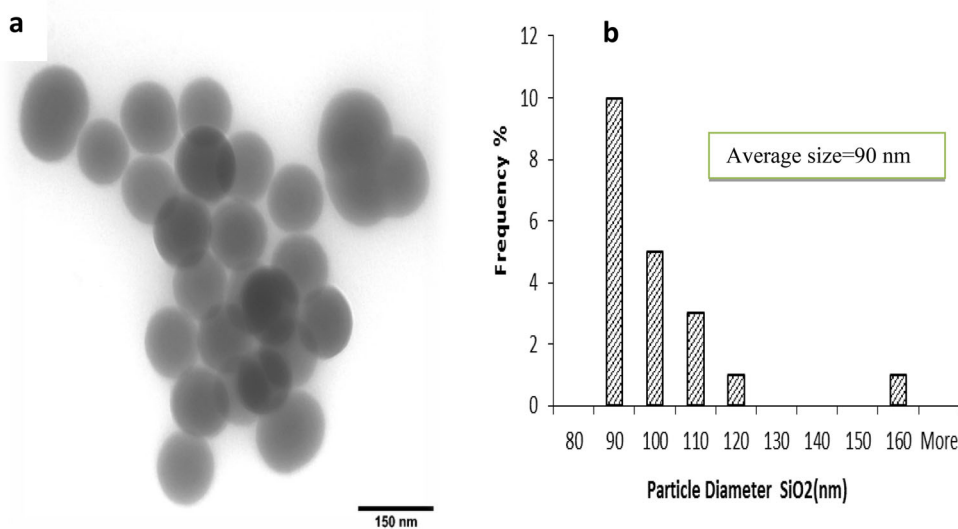 a
150 nm
b
Frequency %
12
10
8
6
4
2
0
Average size=90 nm
80 90 100 110 120 130 140 150 160 More
Particle Diameter SiO2(nm)